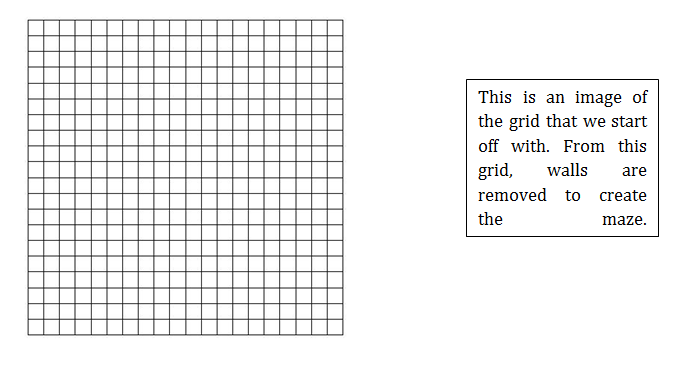 This is an image of
the grid that we start
off with. From this
grid, walls are
removed to create
the maze.